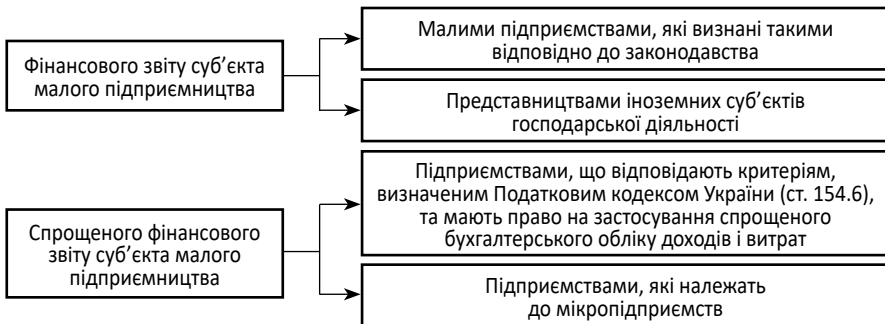 Фінансового звіту суб’єкта
малого підприємництва
Малими підприємствами, які визнані такими
відповідно до законодавства
Представництвами іноземних суб’єктів
господарської діяльності
Спрощеного фінансового
звіту суб’єкта малого
підприємництва
Підприємствами, що відповідають критеріям,
визначеним Податковим кодексом України (ст. 154.6),
та мають право на застосування спрощеного
бухгалтерського обліку доходів і витрат
Підприємствами, які належать
до мікропідприємств